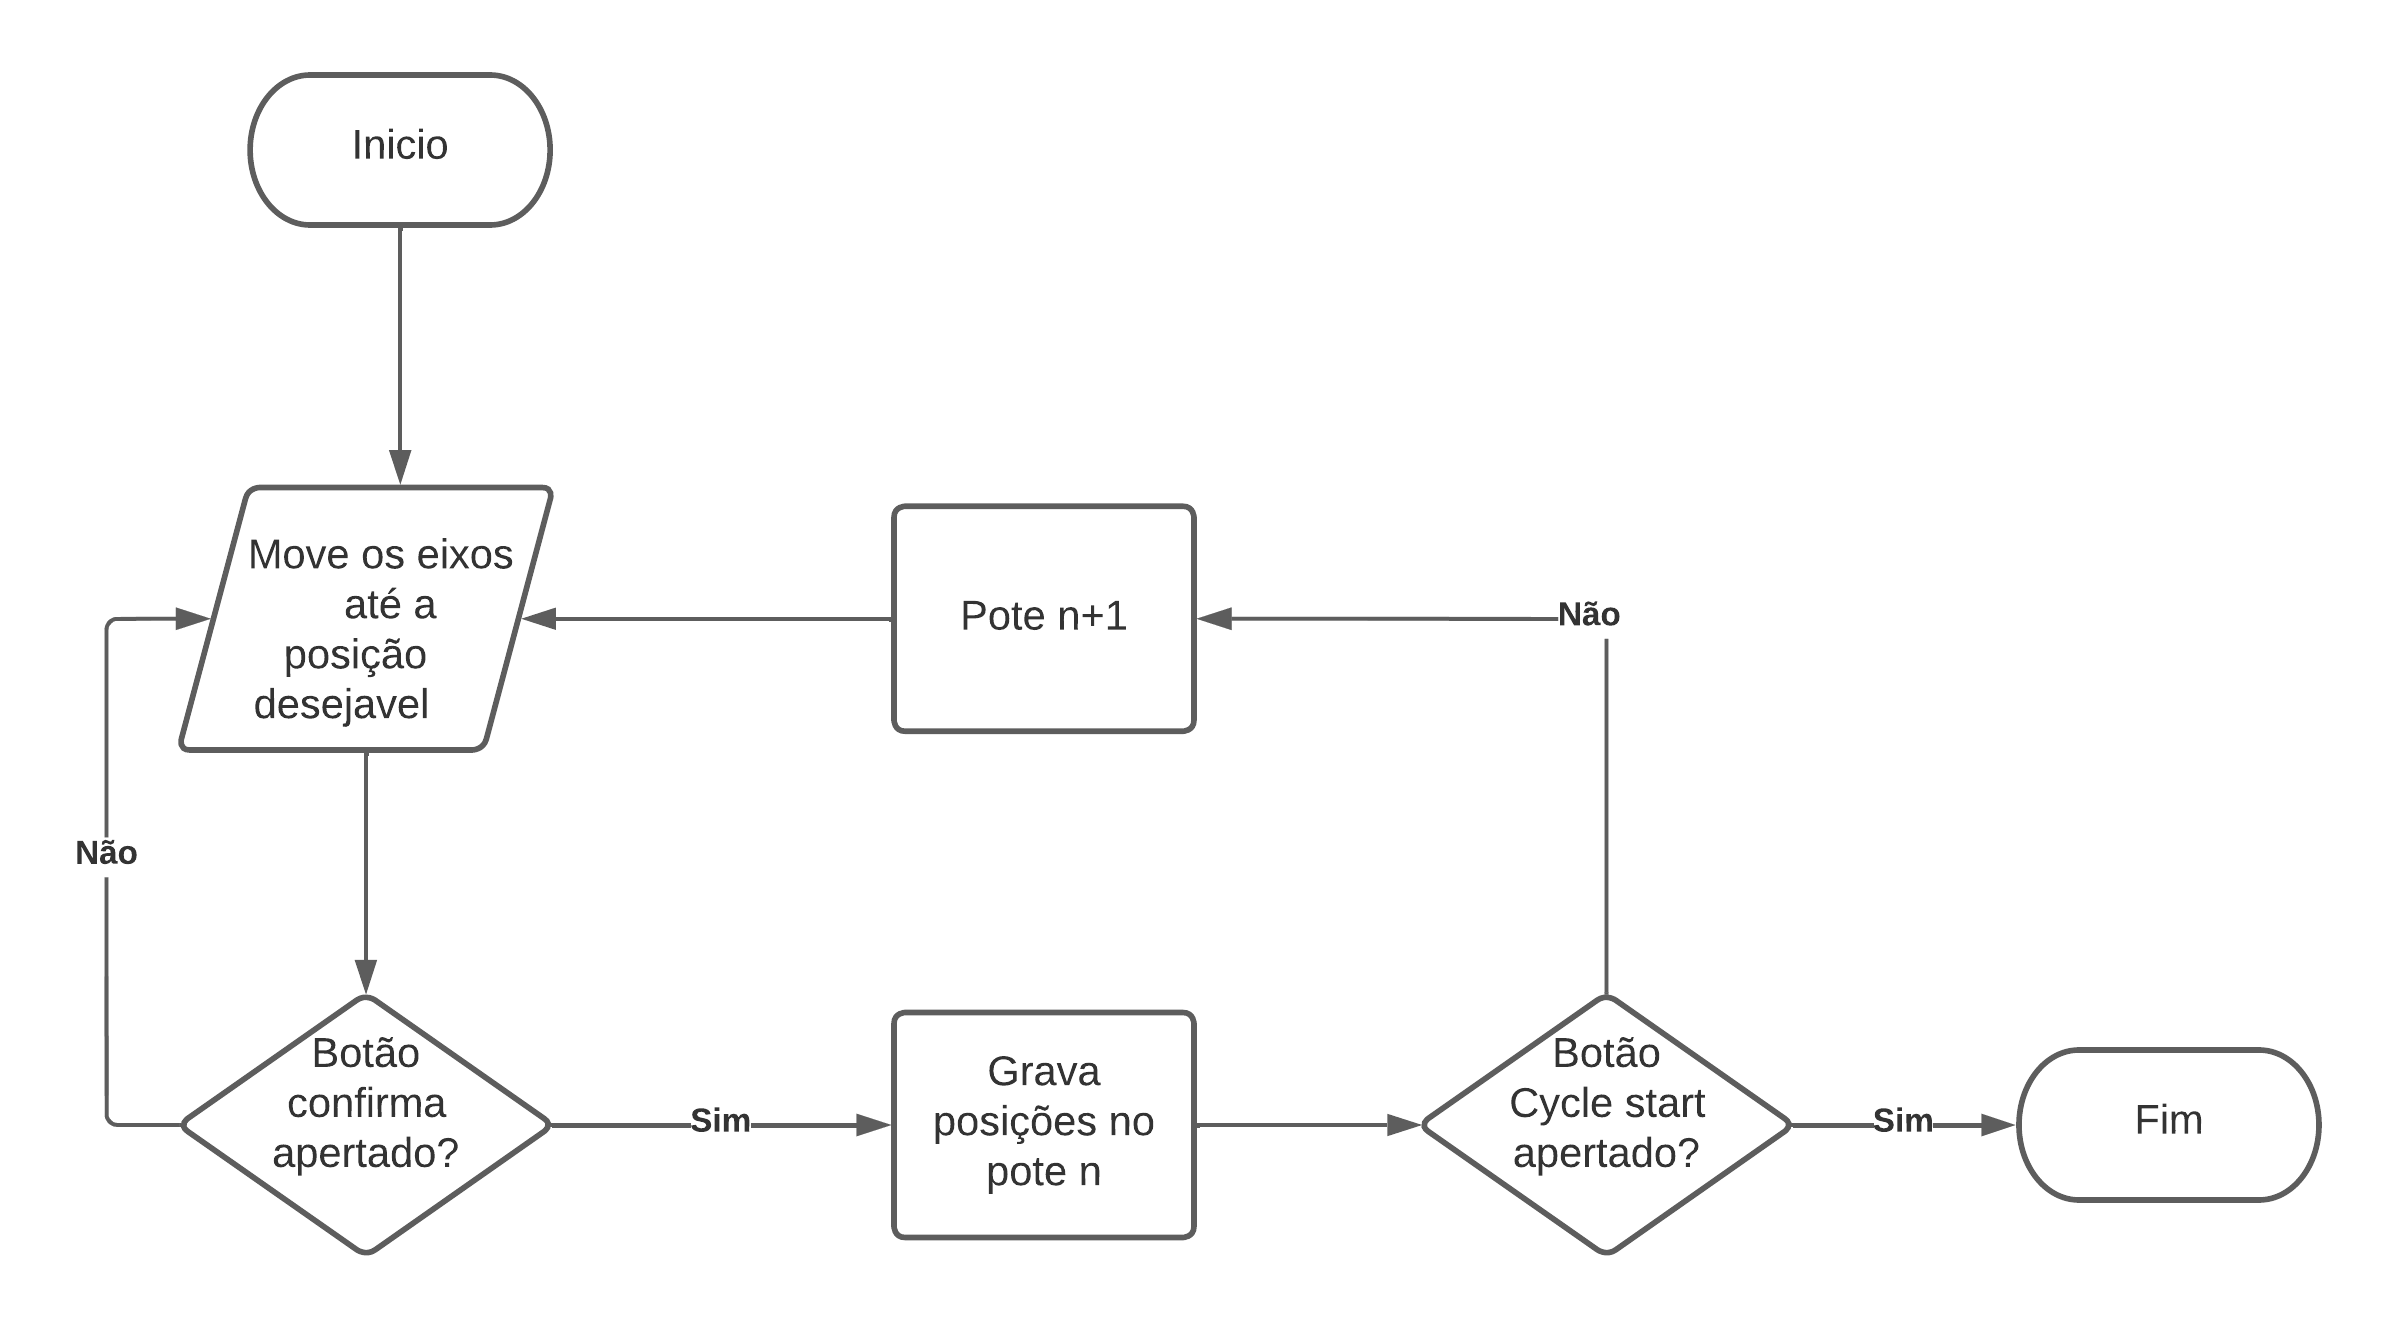 Inicio
Move os eixos
até a
posição
desejavel
Pote n+1
Não
Não
Botão
confirma
apertado?
Sim
Grava
posições no
pote n
Botão
Cycle start
apertado?
Sim
Fim